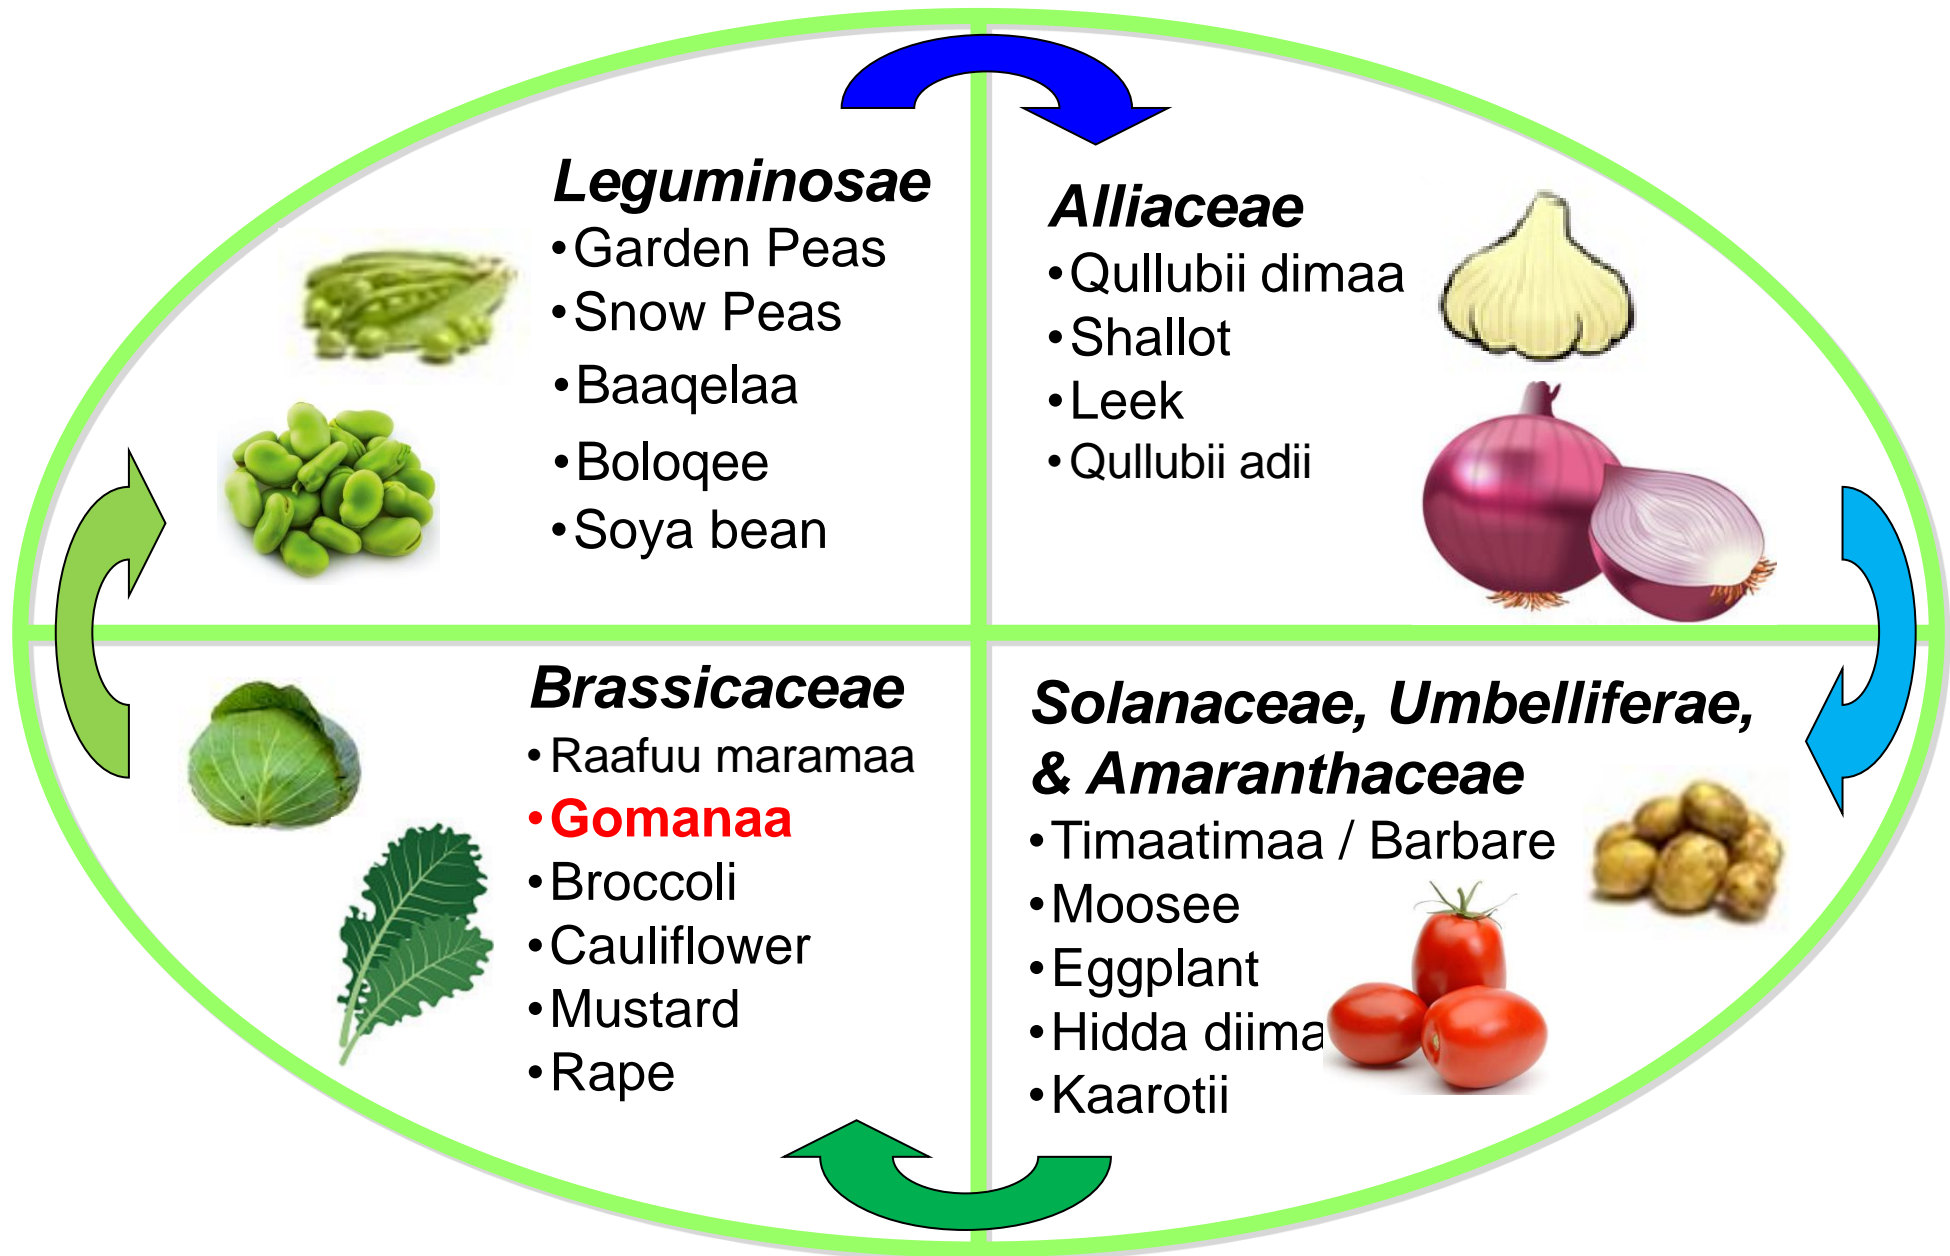 Leguminosae
•Garden Peas
•Snow Peas
•Baaqelaa
•Boloqee
•Soya bean
Alliaceae
•Qullubii dimaa
•Shallot
•Leek
•Qullubii adii
Brassicaceae
•Raafuu maramaa
•Gomanaa
•Broccoli
•Cauliflower
•Mustard
•Rape
Solanaceae, Umbelliferae,
& Amaranthaceae
•Timaatimaa / Barbare
•Moosee
•Eggplant
•Hidda diima
•Kaarotii